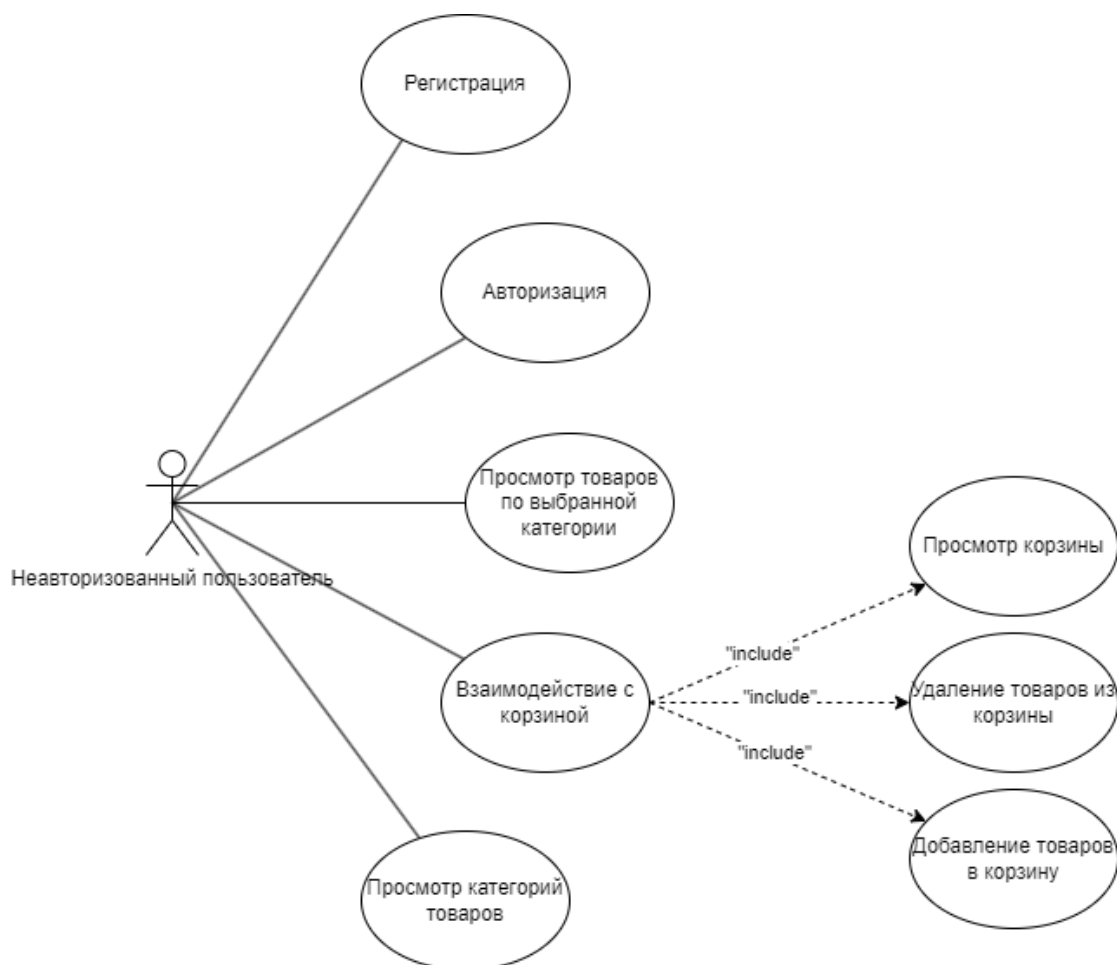 Регистрация
Авторизация
Просмотр товаров
по выбранной
категории
Неавторизованный пользователь
Взаимодействие с
корзиной
Просмотр категорий
товаров
"include"
"include"
"include"
Просмотр корзины
Удаление товаров из
корзины
Добавление товаров
в корзину